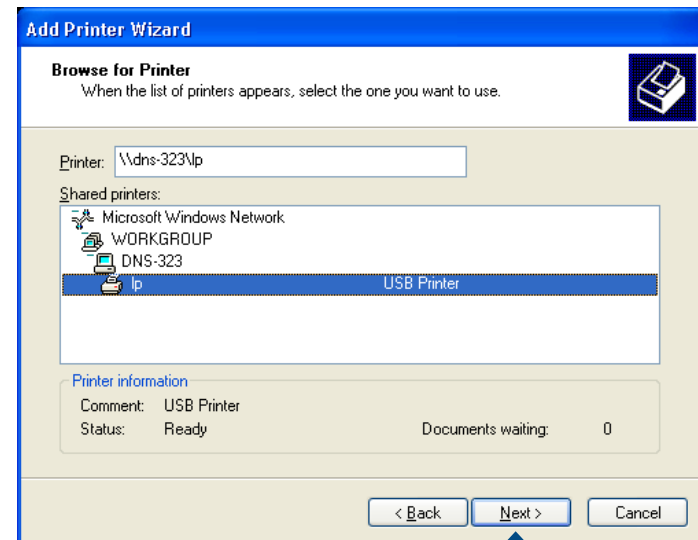 Add Printer Wizard
Browse for Printer
When the list of printers appears, select the one you want to use.
Printer: \\dns-323\lp
Shared printers:
Microsoft Windows Network
WORKGROUP
DNS-323
lp USB Printer
Printer information
Comment: USB Printer
Status: Ready Documents waiting: 0
< Back Next > Cancel